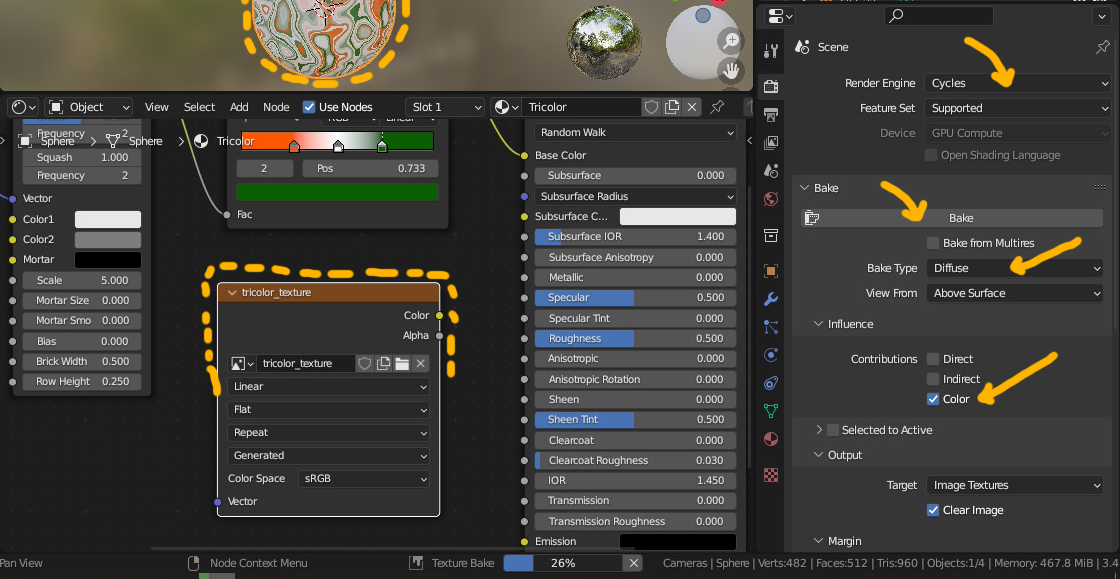 Object
View
Select
Add
Node
Use Nodes
Slot 1
Tricolor
Frequency 2
Sphere
Sphere
Tricolor
Squash 1.000
Frequency 2
Vector
Color1
Color2
Mortar
Scale 5.000
Mortar Size 0.000
Mortar Smo 0.000
Bias 0.000
Brick Width 0.500
Row Height 0.250
2
Pos 0.733
Fac
tricolor_texture
Color
Alpha
tricolor_texture
Linear
Flat
Repeat
Generated
Color Space sRGB
Vector
Random Walk
Base Color
Subsurface 0.000
Subsurface Radius
Subsurface C...
Subsurface IOR 1.400
Subsurface Anisotropy 0.000
Metallic 0.000
Specular 0.500
Specular Tint 0.000
Roughness 0.500
Anisotropic 0.000
Anisotropic Rotation 0.000
Sheen 0.000
Sheen Tint 0.500
Clearcoat 0.000
Clearcoat Roughness 0.030
IOR 1.450
Transmission 0.000
Transmission Roughness 0.000
Emission
Scene
Render Engine Cycles
Feature Set Supported
Device GPU Compute
Open Shading Language
Bake
Bake
Bake from Multires
Bake Type Diffuse
View From Above Surface
Influence
Contributions Direct
Indirect
Color
Selected to Active
Output
Target Image Textures
Clear Image
Margin
Pan View
Node Context Menu
Texture Bake 26%
Cameras | Sphere | Verts:482 | Faces:512 | Tris:960 | Objects:1/4 | Memory: 467.8 MiB | 3.4